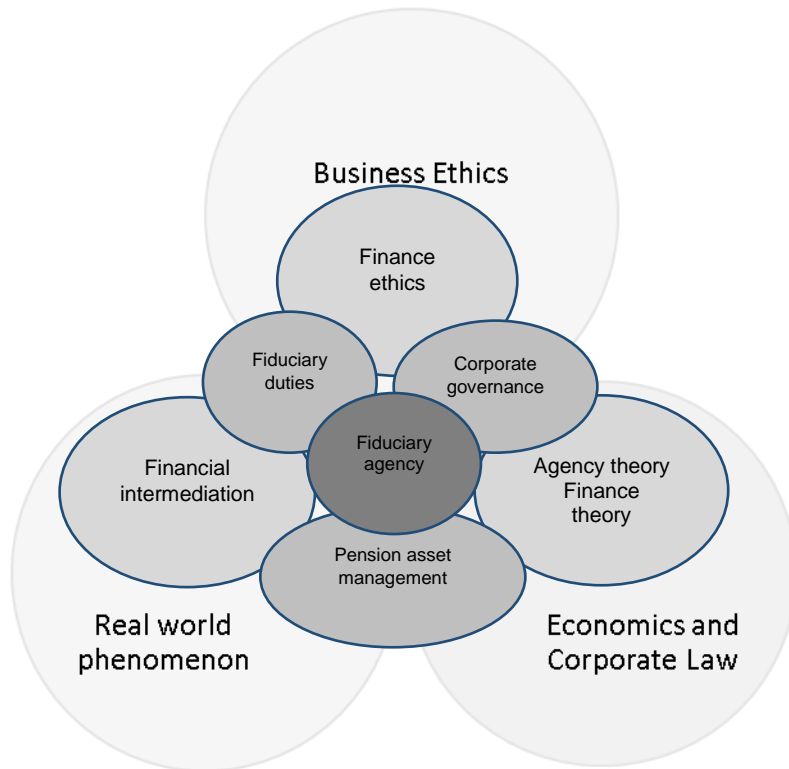 Business Ethics
Finance
ethics
Fiduciary
duties
Corporate
governance
Fiduciary
agency
Financial
intermediation
Agency theory
Finance
theory
Pension asset
management
Real world
phenomenon
Economics and
Corporate Law